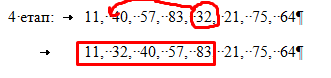 4 етап: → 11, 40, 57, 83, 32, 21, 75, 64¶
→ 11, 32, 40, 57, 83, 21, 75, 64¶